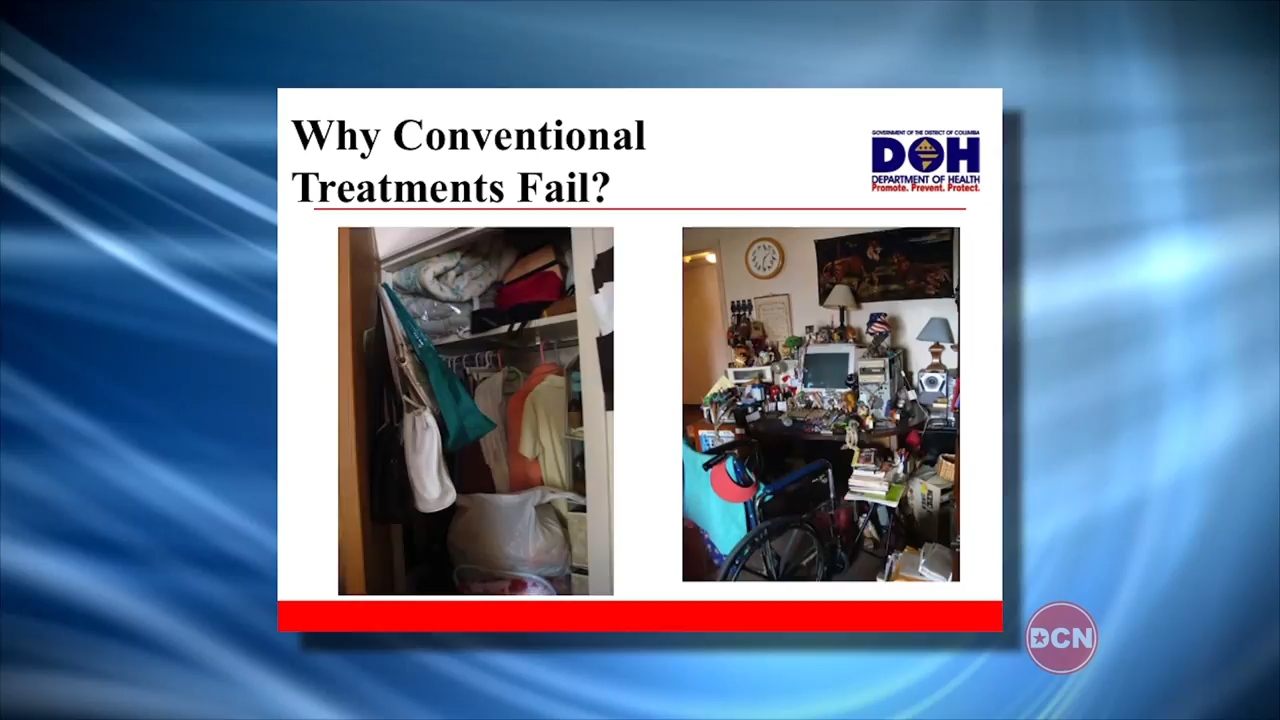 Why Conventional
Treatments Fail?
GOVERNMENT OF THE DISTRICT OF COLUMBIA
DOH
DEPARTMENT OF HEALTH
Promote. Prevent. Protect.
DCN